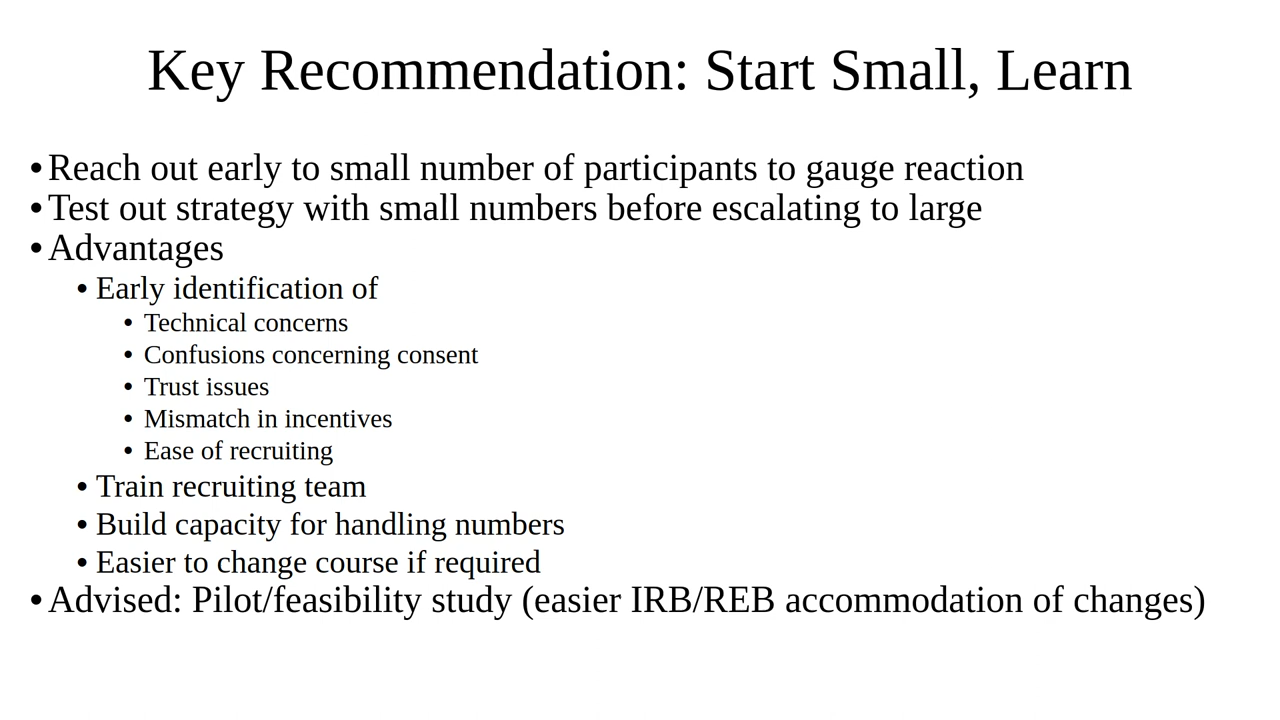 Key Recommendation: Start Small, Learn
• Reach out early to small number of participants to gauge reaction
• Test out strategy with small numbers before escalating to large
• Advantages
• Early identification of
• Technical concerns
• Confusions concerning consent
• Trust issues
• Mismatch in incentives
• Ease of recruiting
• Train recruiting team
• Build capacity for handling numbers
• Easier to change course if required
• Advised: Pilot/feasibility study (easier IRB/REB accommodation of changes)